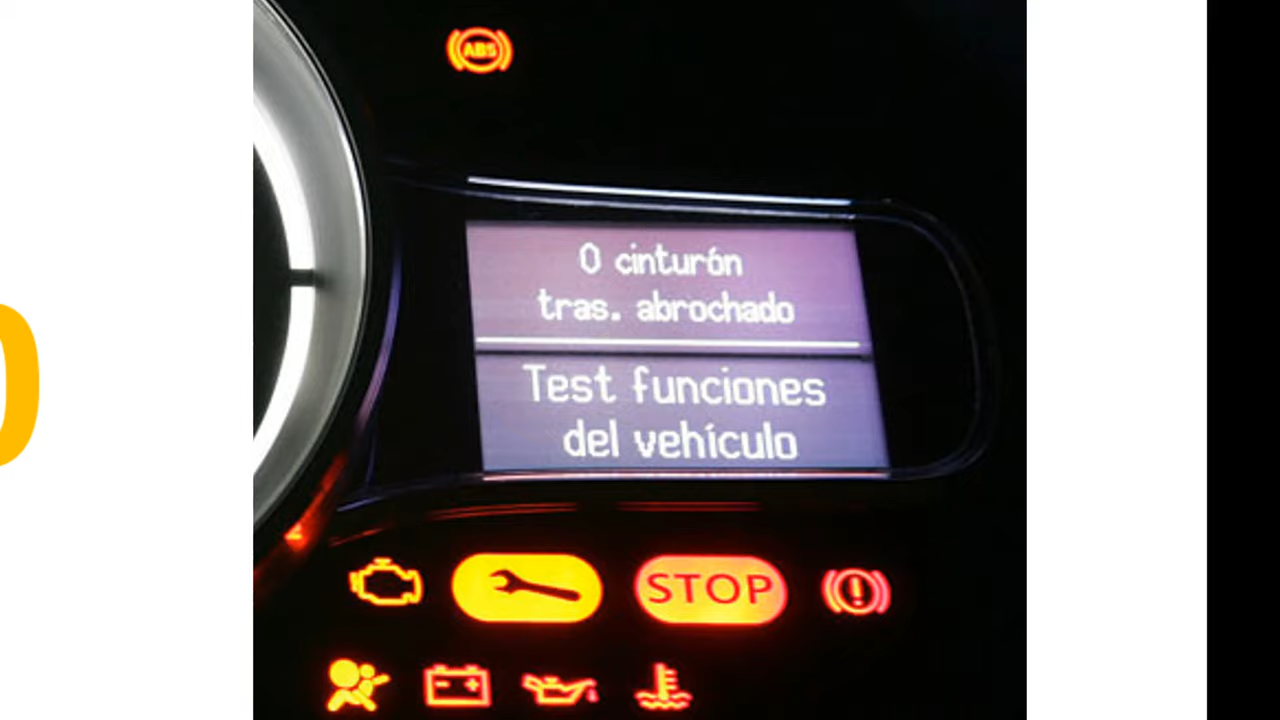 ABS
0 cinturón
tras. abrochado
Test funciones
del vehículo
STOP